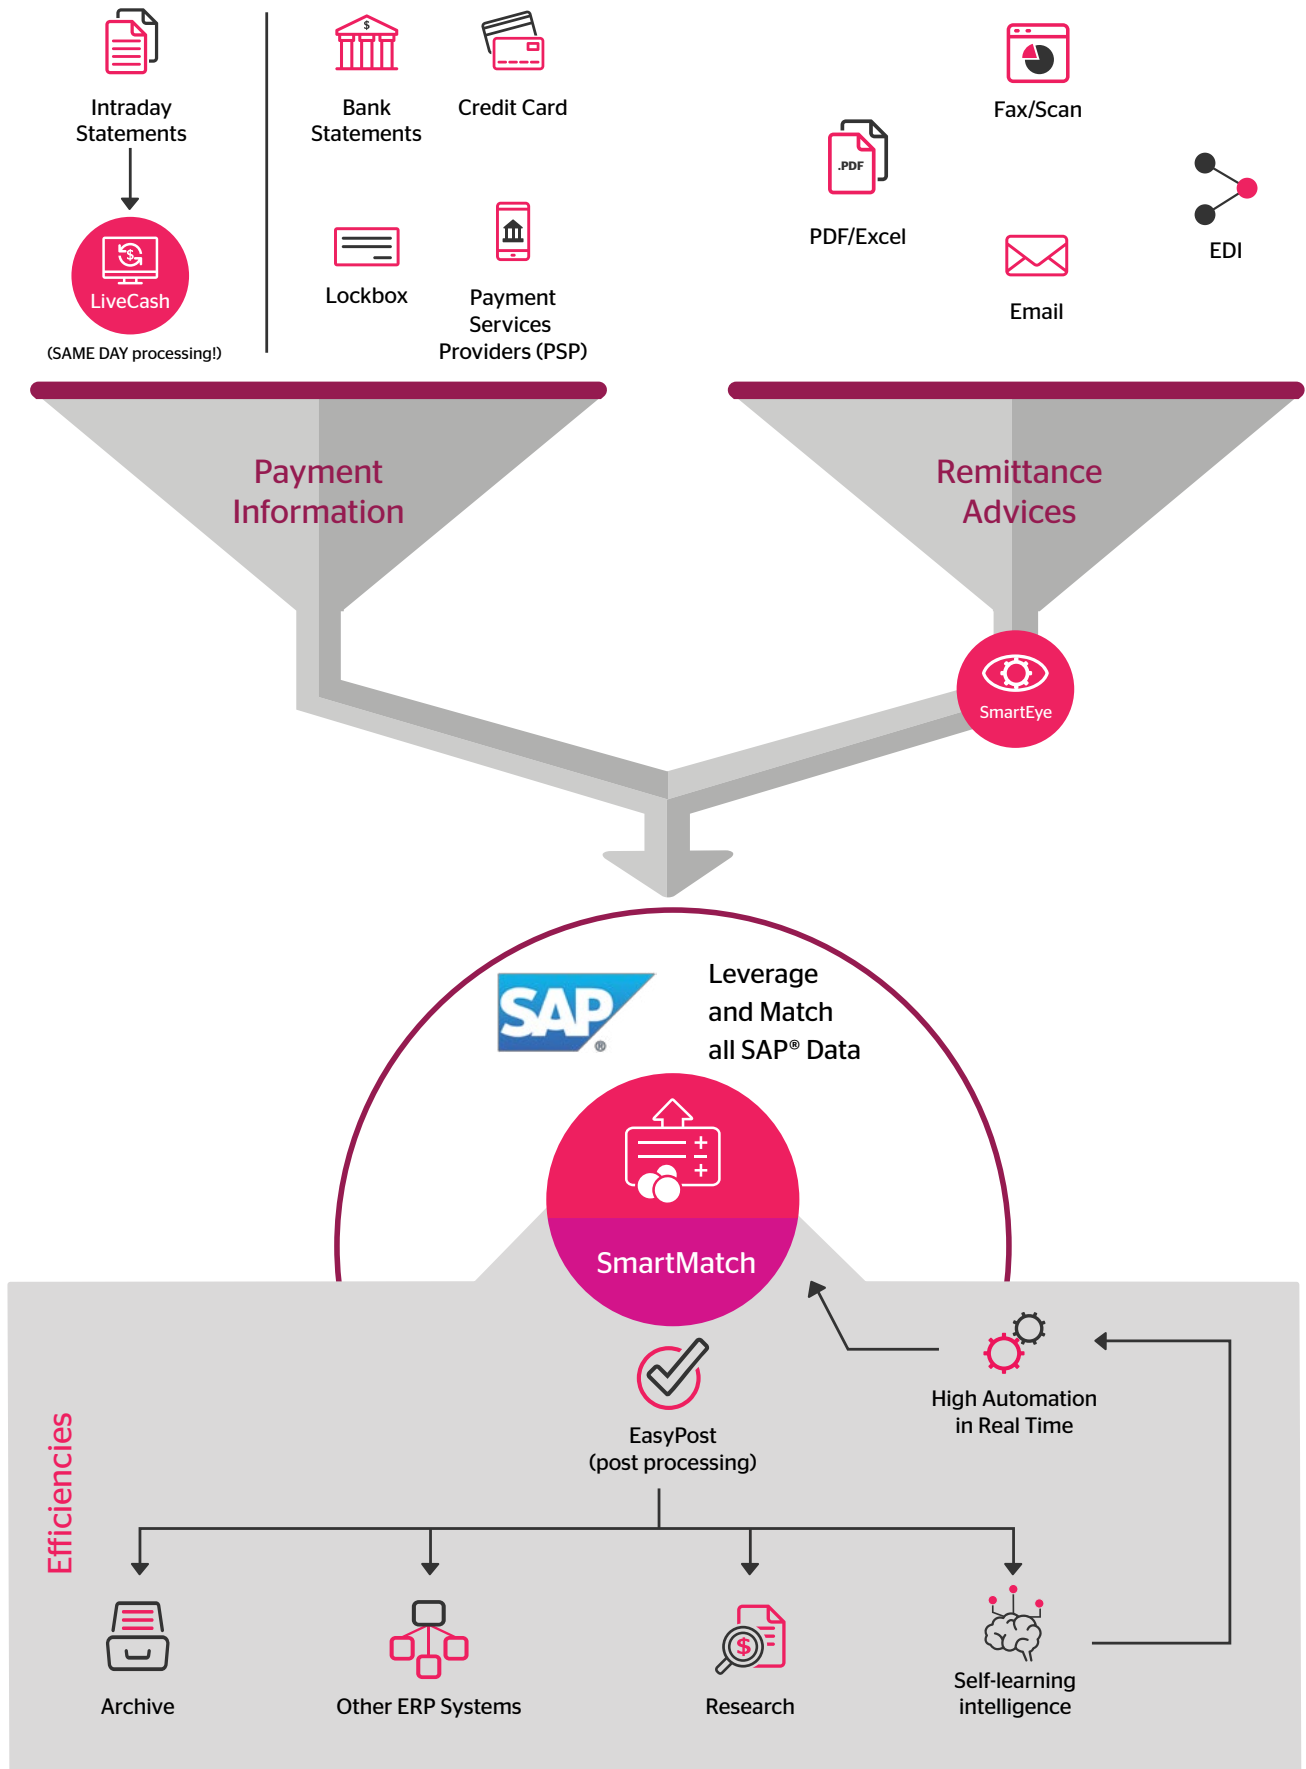 Intraday
Statements
$
LiveCash
(SAME DAY processing!)
$
Bank
Statements
Credit Card
Lockbox
Payment
Services
Providers (PSP)
.PDF
PDF/Excel
Fax/Scan
Email
EDI
Payment
Information
Remittance
Advices
SmartEye
SAP®
Leverage
and Match
all SAP® Data
SmartMatch
EasyPost
(post processing)
High Automation
in Real Time
Efficiencies
Archive
Other ERP Systems
$
Research
Self-learning
intelligence